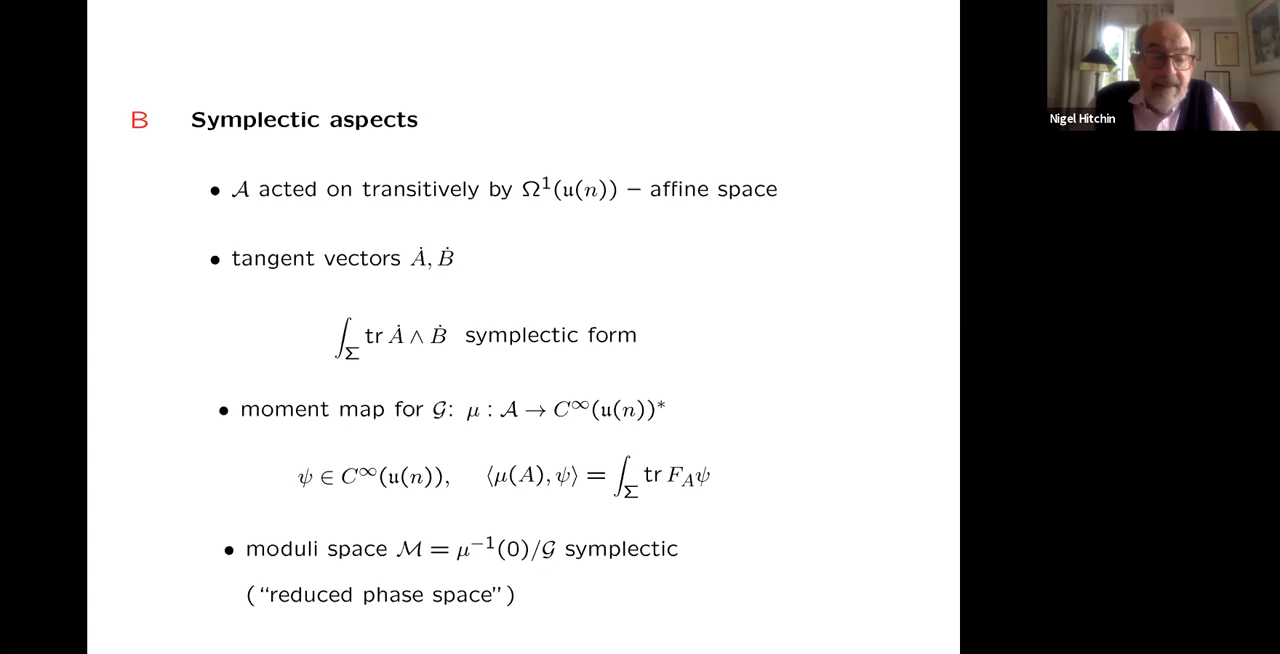 B Symplectic aspects
• 𝒜 acted on transitively by Ω¹(𝔲(n)) – affine space
• tangent vectors Ȧ, Ḃ
∫_Σ tr Ȧ ∧ Ḃ symplectic form
• moment map for 𝒢: μ : 𝒜 → C^∞(𝔲(n))*
ψ ∈ C^∞(𝔲(n)), ⟨μ(A), ψ⟩ = ∫_Σ tr F_A ψ
• moduli space ℳ = μ⁻¹(0)/𝒢 symplectic
(“reduced phase space”)
Nigel Hitchin